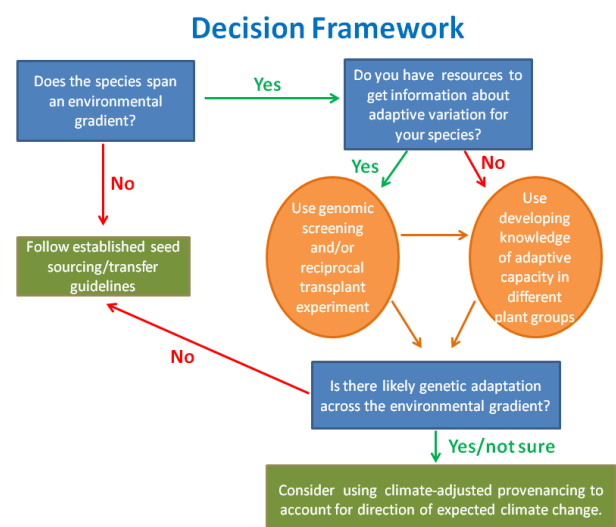 Decision Framework
Does the species span
an environmental
gradient?
Yes
Do you have resources to
get information about
adaptive variation for
your species?
No
Yes
No
Use genomic
screening
and/or
reciprocal
transplant
experiment
Use
developing
knowledge
of adaptive
capacity in
different
plant groups
Follow established seed
sourcing/transfer
guidelines
No
Is there likely genetic adaptation
across the environmental gradient?
Yes/not sure
Consider using climate-adjusted provenancing to
account for direction of expected climate change.